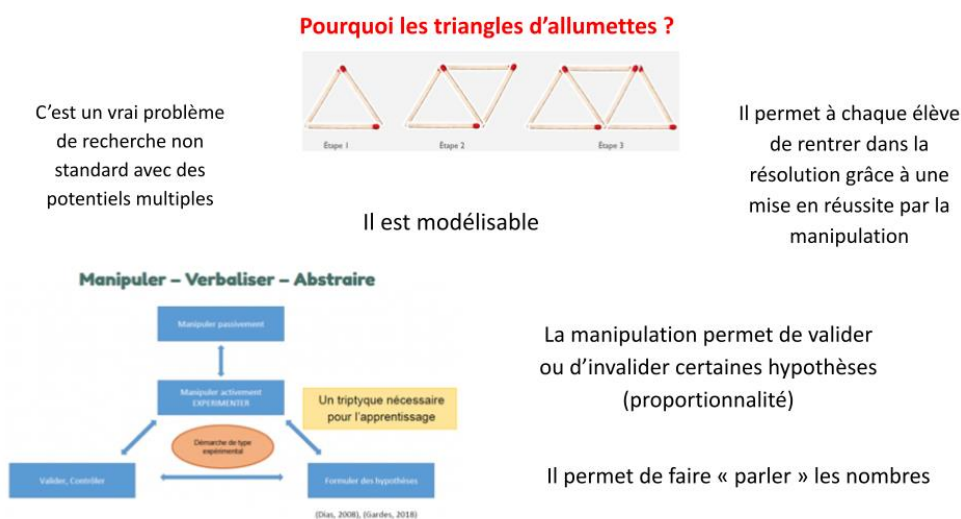 Pourquoi les triangles d’allumettes ?
Étape 1
Étape 2
Étape 3
C’est un vrai problème
de recherche non
standard avec des
potentiels multiples
Il permet à chaque élève
de rentrer dans la
résolution grâce à une
mise en réussite par la
manipulation
Il est modélisable
Manipuler – Verbaliser – Abstraire
Manipuler passivement
Manipuler activement
EXPERIMENTER
Un triptyque nécessaire
pour l’apprentissage
Démarche de type
expérimental
Valider, Contrôler
Formuler des hypothèses
(Dias, 2008), (Gardes, 2018)
La manipulation permet de valider
ou d’invalider certaines hypothèses
(proportionnalité)
Il permet de faire « parler » les nombres